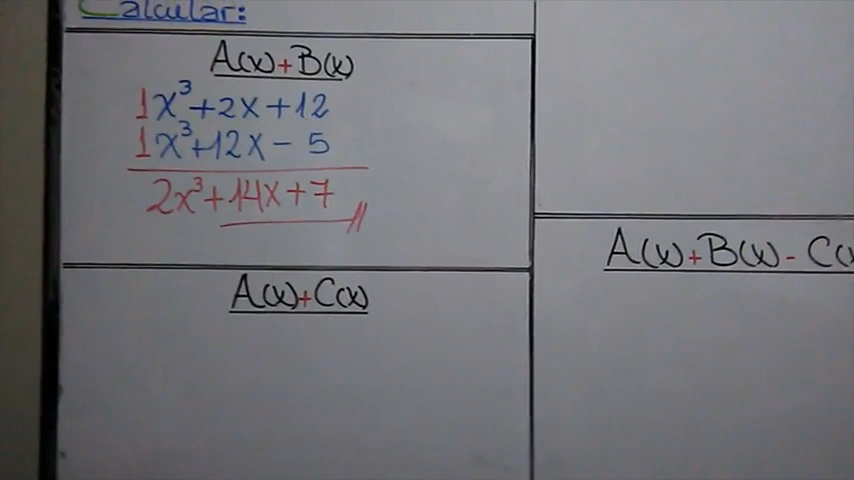 Calcular:
A(x)+B(x)
1x³+2x+12
1x³+12x-5
2x³+14x+7
A(x)+C(x)
A(x)+B(x)-C(x